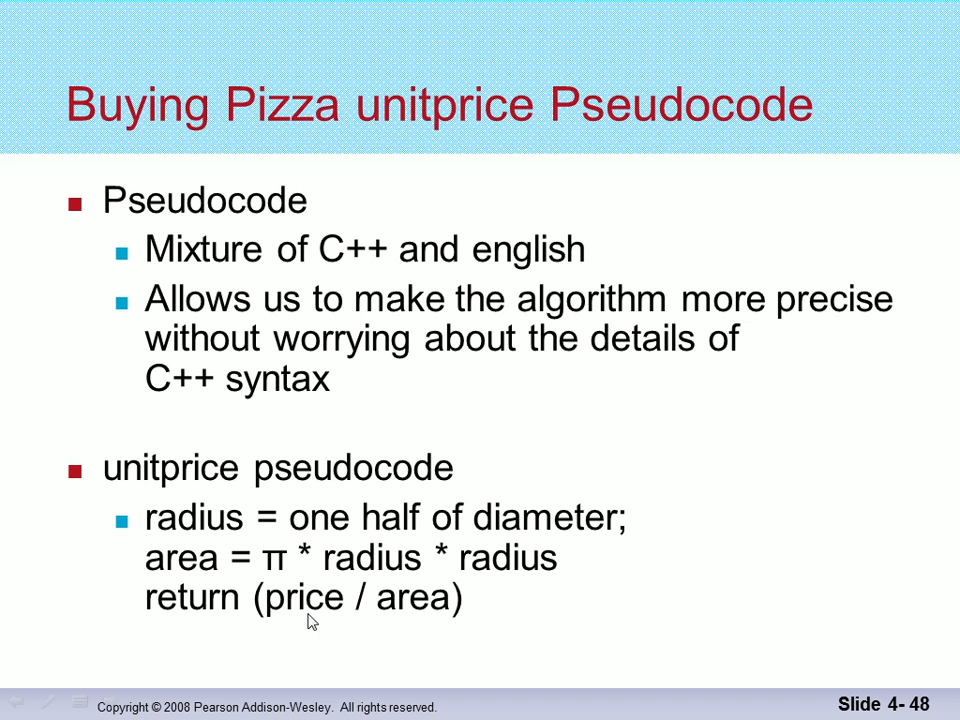 Buying Pizza unitprice Pseudocode
Pseudocode
Mixture of C++ and english
Allows us to make the algorithm more precise
without worrying about the details of
C++ syntax
unitprice pseudocode
radius = one half of diameter;
area = π * radius * radius
return (price / area)
Copyright © 2008 Pearson Addison-Wesley. All rights reserved.
Slide 4- 48